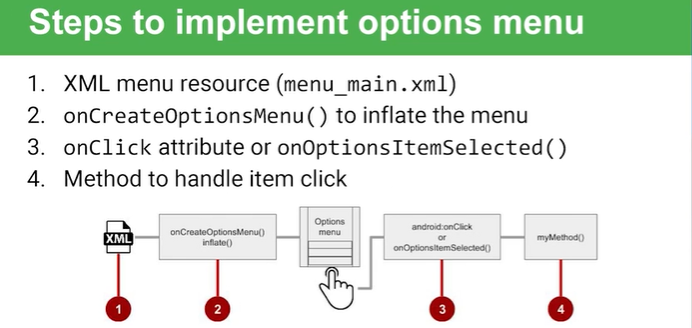 Steps to implement options menu
1. XML menu resource (menu_main.xml)
2. onCreateOptionsMenu() to inflate the menu
3. onClick attribute or onOptionsItemSelected()
4. Method to handle item click
XML
onCreateOptionsMenu()
inflate()
Options
menu
android:onClick
or
onOptionsItemSelected()
myMethod()
1
2
3
4